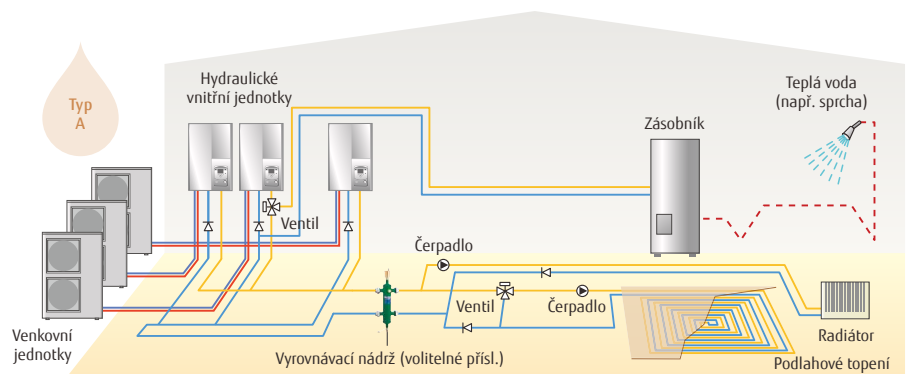 Typ
A
Hydraulické
vnitřní jednotky
Teplá voda
(např. sprcha)
Zásobník
Ventil
Čerpadlo
Ventil
Čerpadlo
Venkovní
jednotky
Vyrovnávací nádrž (volitelné přísl.)
Radiátor
Podlahové topení